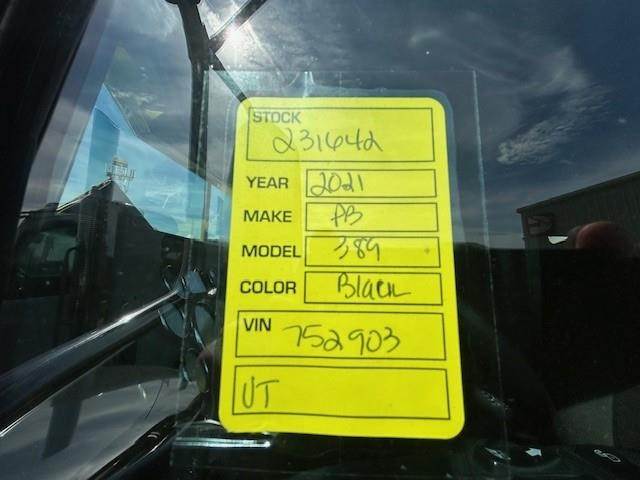 STOCK
231642
YEAR 2021
MAKE PB
MODEL 389
COLOR Black
VIN 752903
UT